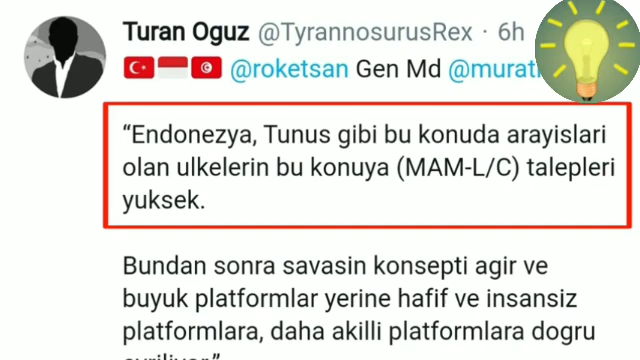 Turan Oguz @TyrannosurusRex · 6h
@roketsan Gen Md
“Endonezya, Tunus gibi bu konuda arayislari
olan ulkelerin bu konuya (MAM-L/C) talepleri
yuksek.
Bundan sonra savasin konsepti agir ve
buyuk platformlar yerine hafif ve insansiz
platformlara, daha akilli platformlara dogru